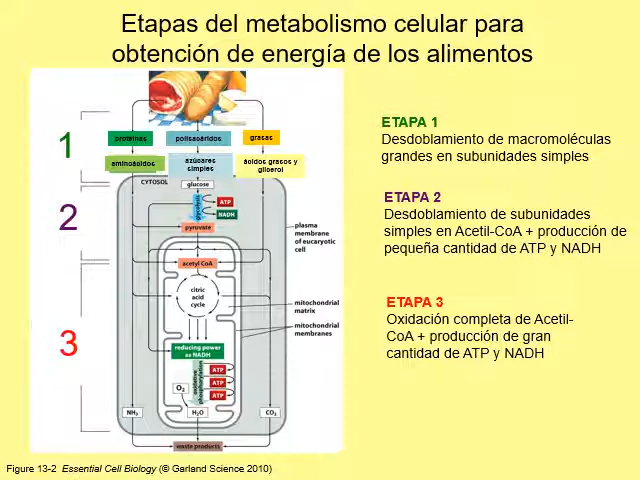 Etapas del metabolismo celular para
obtención de energía de los alimentos
1
2
3
proteínas
polisacáridos
grasas
aminoácidos
azúcares
simples
ácidos grasos y
glicerol
CYTOSOL
glucose
glycolysis
ATP
NADH
pyruvate
plasma
membrane
of eucaryotic
cell
acetyl CoA
citric
acid
cycle
mitochondrial
matrix
mitochondrial
membranes
reducing power
as NADH
oxidative
phosphorylation
ATP
ATP
ATP
O2
NH3
H2O
CO2
waste products
ETAPA 1
Desdoblamiento de macromoléculas
grandes en subunidades simples
ETAPA 2
Desdoblamiento de subunidades
simples en Acetil-CoA + producción de
pequeña cantidad de ATP y NADH
ETAPA 3
Oxidación completa de Acetil-
CoA + producción de gran
cantidad de ATP y NADH
Figure 13-2 Essential Cell Biology (© Garland Science 2010)